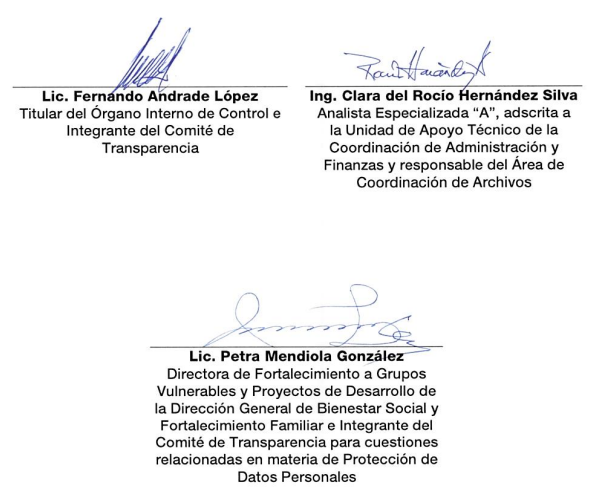 Lic. Fernando Andrade López
Titular del Órgano Interno de Control e
Integrante del Comité de
Transparencia
Ing. Clara del Rocío Hernández Silva
Analista Especializada “A”, adscrita a
la Unidad de Apoyo Técnico de la
Coordinación de Administración y
Finanzas y responsable del Área de
Coordinación de Archivos
Lic. Petra Mendiola González
Directora de Fortalecimiento a Grupos
Vulnerables y Proyectos de Desarrollo de
la Dirección General de Bienestar Social y
Fortalecimiento Familiar e Integrante del
Comité de Transparencia para cuestiones
relacionadas en materia de Protección de
Datos Personales